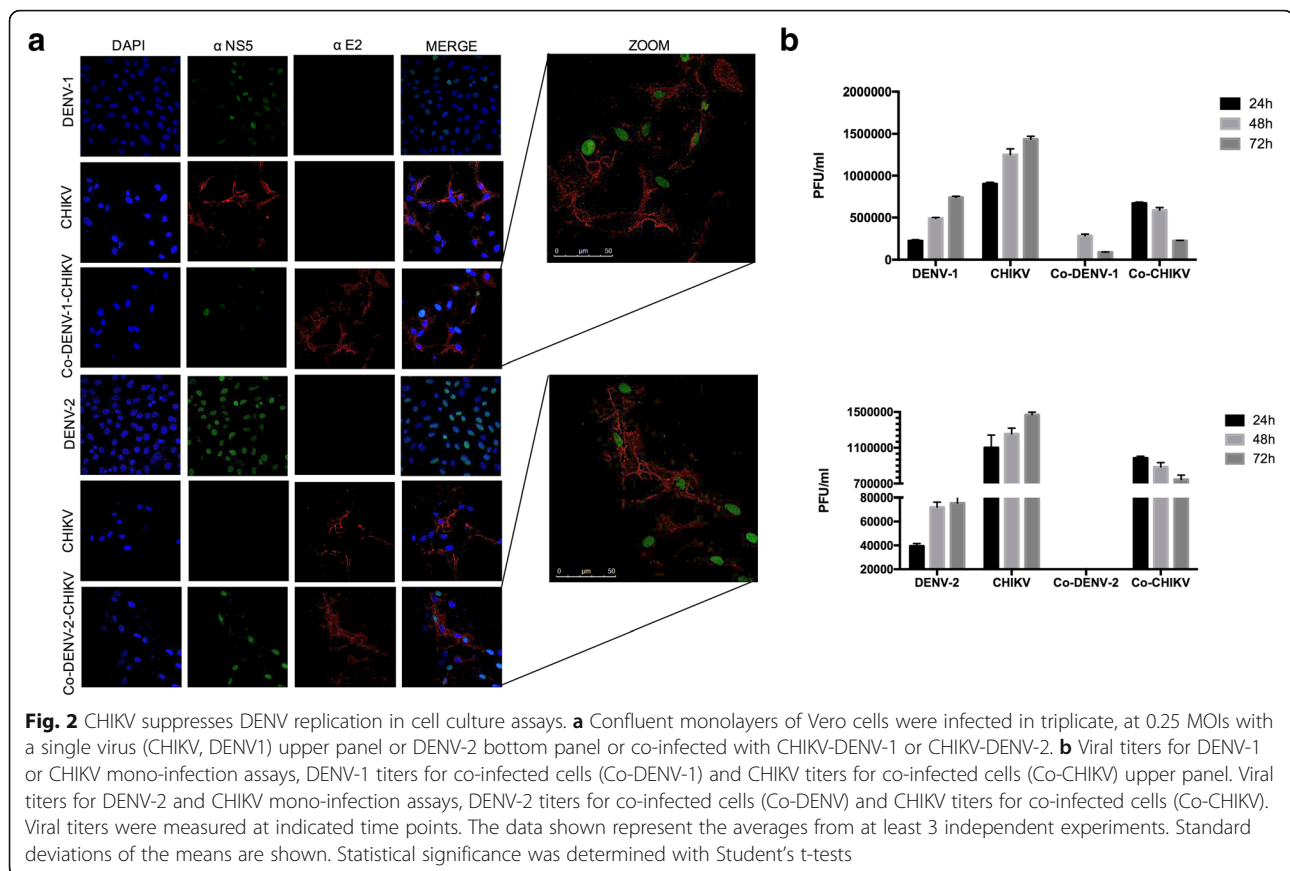 a
DAPI
α NS5
α E2
MERGE
ZOOM
DENV-1
CHIKV
Co-DENV-1-CHIKV
DENV-2
CHIKV
Co-DENV-2-CHIKV
0 µm 50
0 µm 50
b
2000000
1500000
1000000
500000
0
PFU/ml
24h
48h
72h
DENV-1 CHIKV Co-DENV-1 Co-CHIKV
1500000
1100000
700000
80000
60000
40000
20000
PFU/ml
24h
48h
72h
DENV-2 CHIKV Co-DENV-2 Co-CHIKV
Fig. 2 CHIKV suppresses DENV replication in cell culture assays. a Confluent monolayers of Vero cells were infected in triplicate, at 0.25 MOIs with
a single virus (CHIKV, DENV1) upper panel or DENV-2 bottom panel or co-infected with CHIKV-DENV-1 or CHIKV-DENV-2. b Viral titers for DENV-1
or CHIKV mono-infection assays, DENV-1 titers for co-infected cells (Co-DENV-1) and CHIKV titers for co-infected cells (Co-CHIKV) upper panel. Viral
titers for DENV-2 and CHIKV mono-infection assays, DENV-2 titers for co-infected cells (Co-DENV) and CHIKV titers for co-infected cells (Co-CHIKV).
Viral titers were measured at indicated time points. The data shown represent the averages from at least 3 independent experiments. Standard
deviations of the means are shown. Statistical significance was determined with Student's t-tests